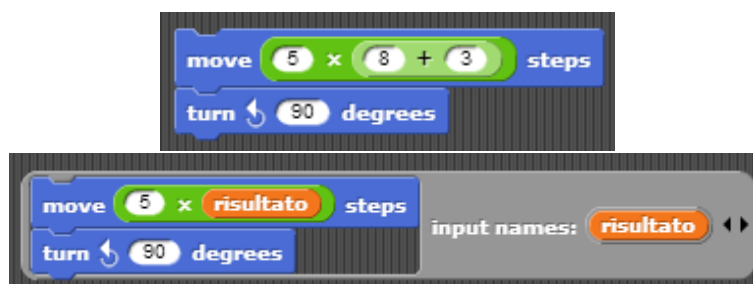 move 5 × 8 + 3 steps
turn 90 degrees
move 5 × risultato steps
input names: risultato
turn 90 degrees